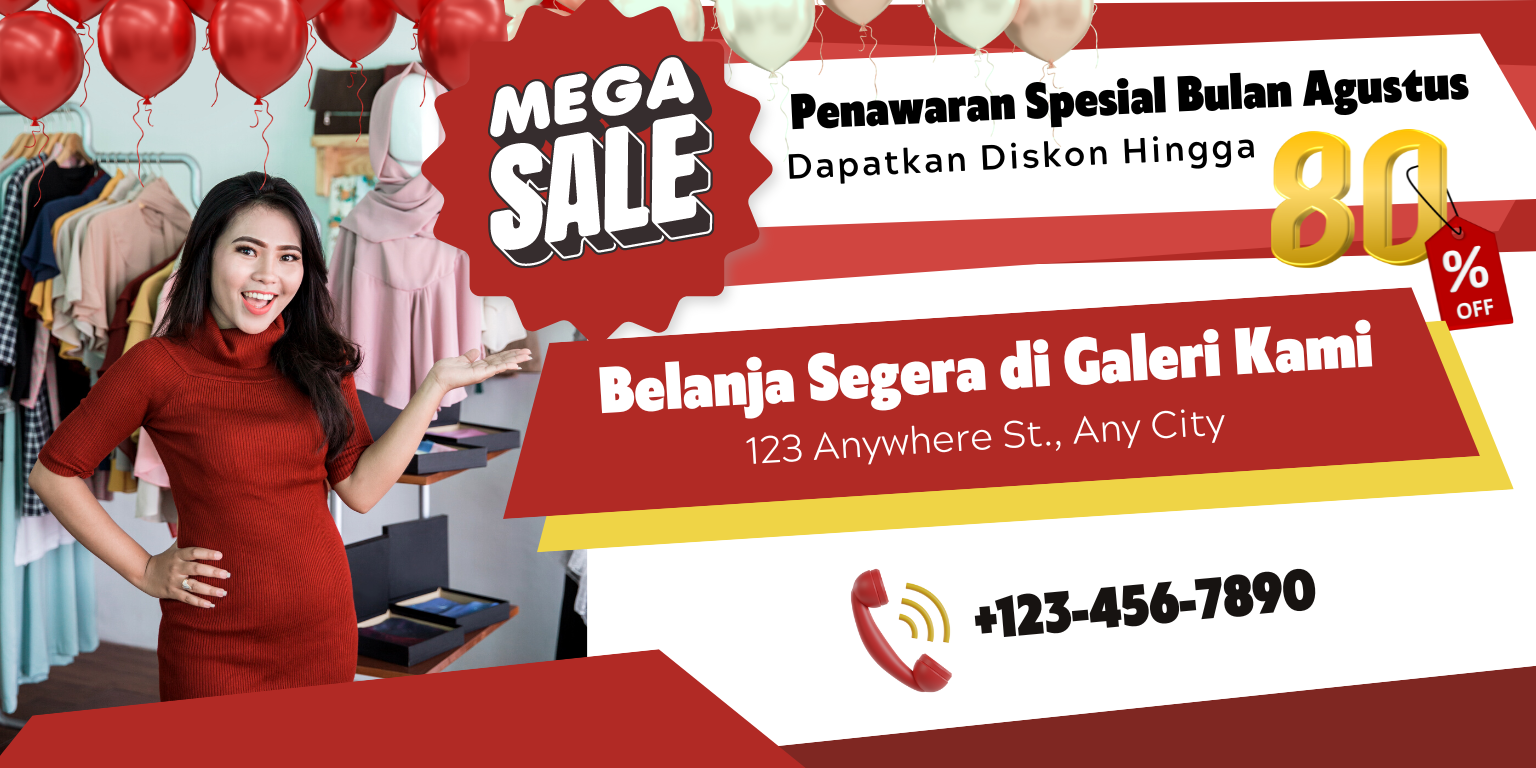 MEGA
SALE
Penawaran Spesial Bulan Agustus
Dapatkan Diskon Hingga
80
%
OFF
Belanja Segera di Galeri Kami
123 Anywhere St., Any City
+123-456-7890